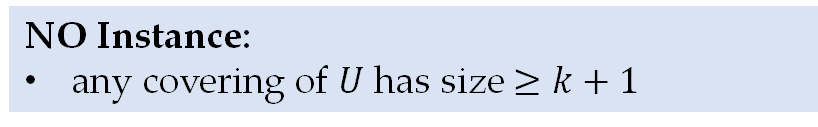 NO Instance:
• any covering of U has size ≥ k + 1